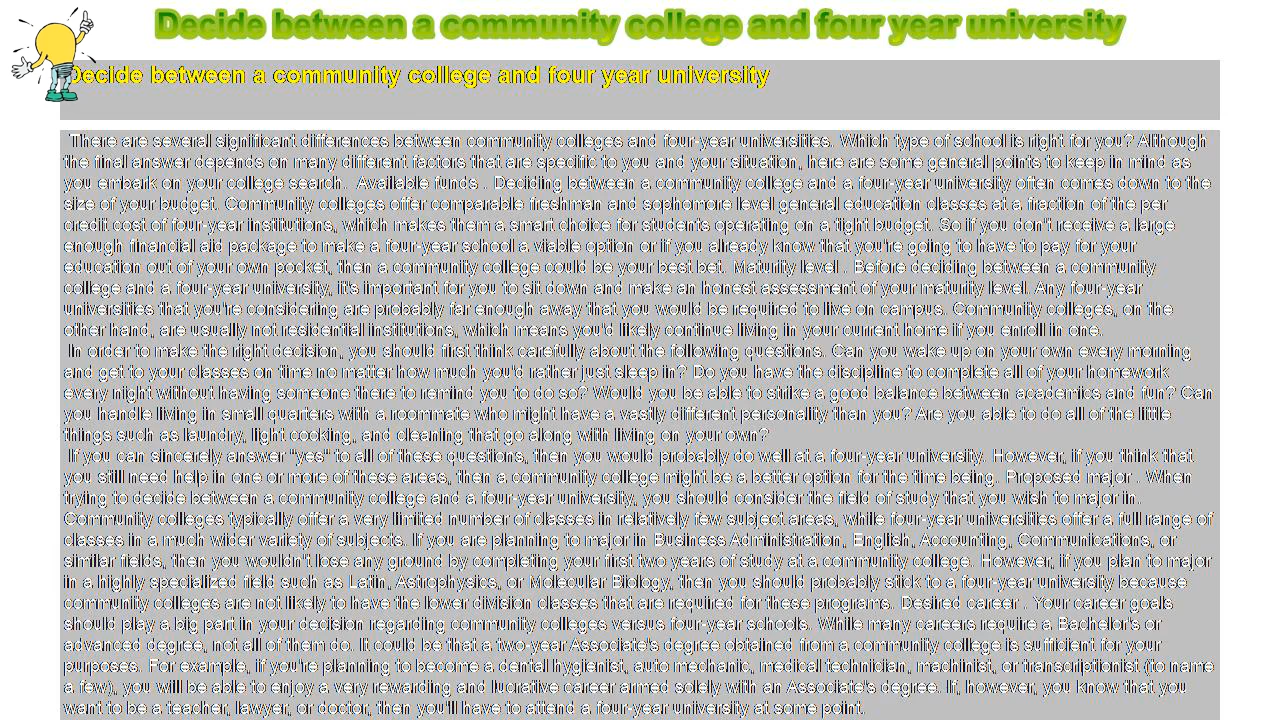 Decide between a community college and four year university
Decide between a community college and four year university
There are several significant differences between community colleges and four-year universities. Which type of school is right for you? Although
the final answer depends on many different factors that are specific to you and your situation, here are some general points to keep in mind as
you embark on your college search. Available funds . Deciding between a community college and a four-year university often comes down to the
size of your budget. Community colleges offer comparable freshman and sophomore level general education classes at a fraction of the per
credit cost of four-year institutions, which makes them a smart choice for students operating on a tight budget. So if you don't receive a large
enough financial aid package to make a four-year school a viable option or if you already know that you're going to have to pay for your
education out of your own pocket, then a community college could be your best bet. Maturity level . Before deciding between a community
college and a four-year university, it's important for you to sit down and make an honest assessment of your maturity level. Any four-year
universities that you're considering are probably far enough away that you would be required to live on campus. Community colleges, on the
other hand, are usually not residential institutions, which means you'd likely continue living in your current home if you enroll in one.
In order to make the right decision, you should first think carefully about the following questions. Can you wake up on your own every morning
and get to your classes on time no matter how much you'd rather just sleep in? Do you have the discipline to complete all of your homework
every night without having someone there to remind you to do so? Would you be able to strike a good balance between academics and fun? Can
you handle living in small quarters with a roommate who might have a vastly different personality than you? Are you able to do all of the little
things such as laundry, light cooking, and cleaning that go along with living on your own?
If you can sincerely answer "yes" to all of these questions, then you would probably do well at a four-year university. However, if you think that
you still need help in one or more of these areas, then a community college might be a better option for the time being. Proposed major . When
trying to decide between a community college and a four-year university, you should consider the field of study that you wish to major in.
Community colleges typically offer a very limited number of classes in relatively few subject areas, while four-year universities offer a full range of
classes in a much wider variety of subjects. If you are planning to major in Business Administration, English, Accounting, Communications, or
similar fields, then you wouldn't lose any ground by completing your first two years of study at a community college. However, if you plan to major
in a highly specialized field such as Latin, Astrophysics, or Molecular Biology, then you should probably stick to a four-year university because
community colleges are not likely to have the lower division classes that are required for these programs. Desired career . Your career goals
should play a big part in your decision regarding community colleges versus four-year schools. While many careers require a Bachelor's or
advanced degree, not all of them do. It could be that a two-year Associate's degree obtained from a community college is sufficient for your
purposes. For example, if you're planning to become a dental hygienist, auto mechanic, medical technician, machinist, or transcriptionist (to name
a few), you will be able to enjoy a very rewarding and lucrative career armed solely with an Associate's degree. If, however, you know that you
want to be a teacher, lawyer, or doctor, then you'll have to attend a four-year university at some point.